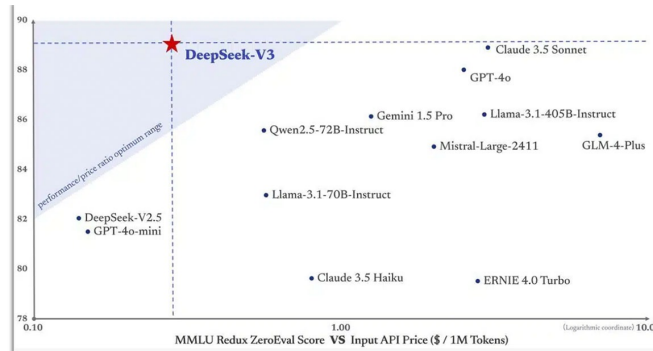 90
DeepSeek-V3
Claude 3.5 Sonnet
88
GPT-4o
86
Gemini 1.5 Pro
Llama-3.1-405B-Instruct
Qwen2.5-72B-Instruct
GLM-4-Plus
Mistral-Large-2411
performance/price ratio optimum range
84
Llama-3.1-70B-Instruct
82
DeepSeek-V2.5
GPT-4o-mini
80
Claude 3.5 Haiku
ERNIE 4.0 Turbo
78
0.10
1.00
(Logarithmic coordinate)
10.0
MMLU Redux ZeroEval Score VS Input API Price ($ / 1M Tokens)